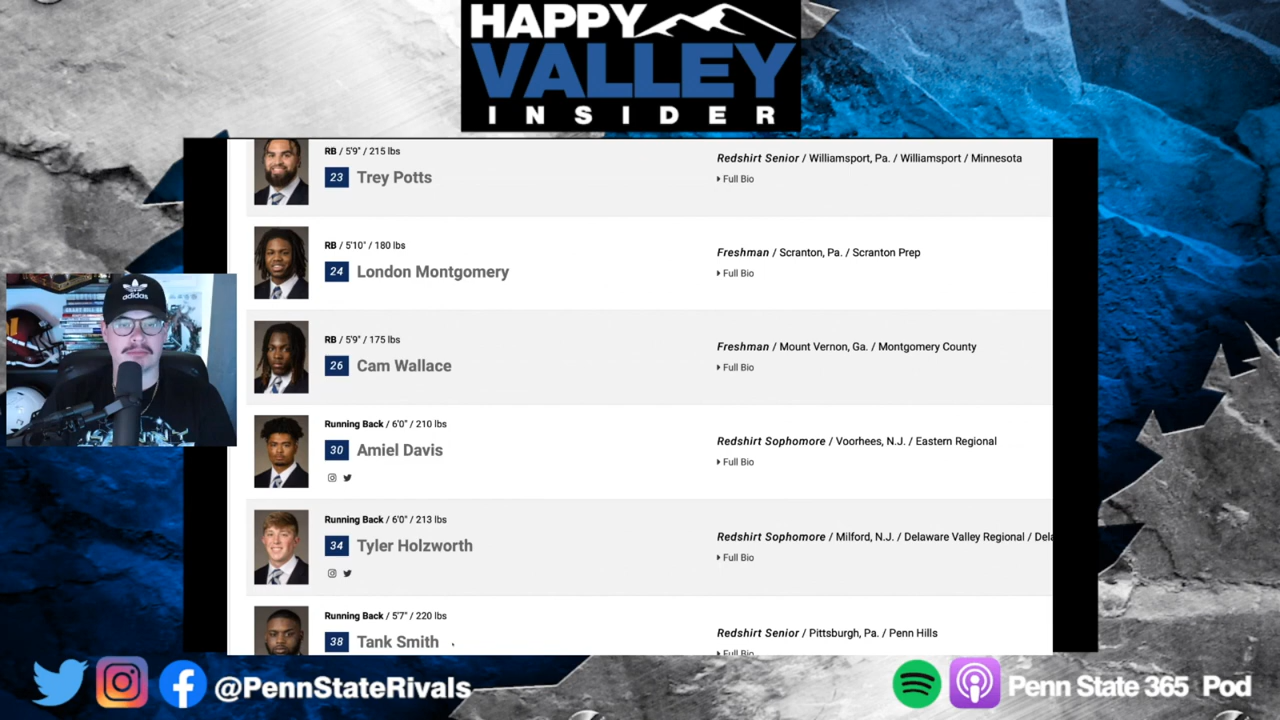 HAPPY
VALLEY
INSIDER
RB / 5'9" / 215 lbs
23 Trey Potts
Redshirt Senior / Williamsport, Pa. / Williamsport / Minnesota
Full Bio
RB / 5'10" / 180 lbs
24 London Montgomery
Freshman / Scranton, Pa. / Scranton Prep
Full Bio
adidas
RB / 5'9" / 175 lbs
26 Cam Wallace
Freshman / Mount Vernon, Ga. / Montgomery County
Full Bio
Running Back / 6'0" / 210 lbs
30 Amiel Davis
Redshirt Sophomore / Voorhees, N.J. / Eastern Regional
Full Bio
Running Back / 6'0" / 213 lbs
34 Tyler Holzworth
Redshirt Sophomore / Milford, N.J. / Delaware Valley Regional / Dela
Full Bio
Running Back / 5'7" / 220 lbs
38 Tank Smith
Redshirt Senior / Pittsburgh, Pa. / Penn Hills
Full Bio
@PennStateRivals
Penn State 365 Pod